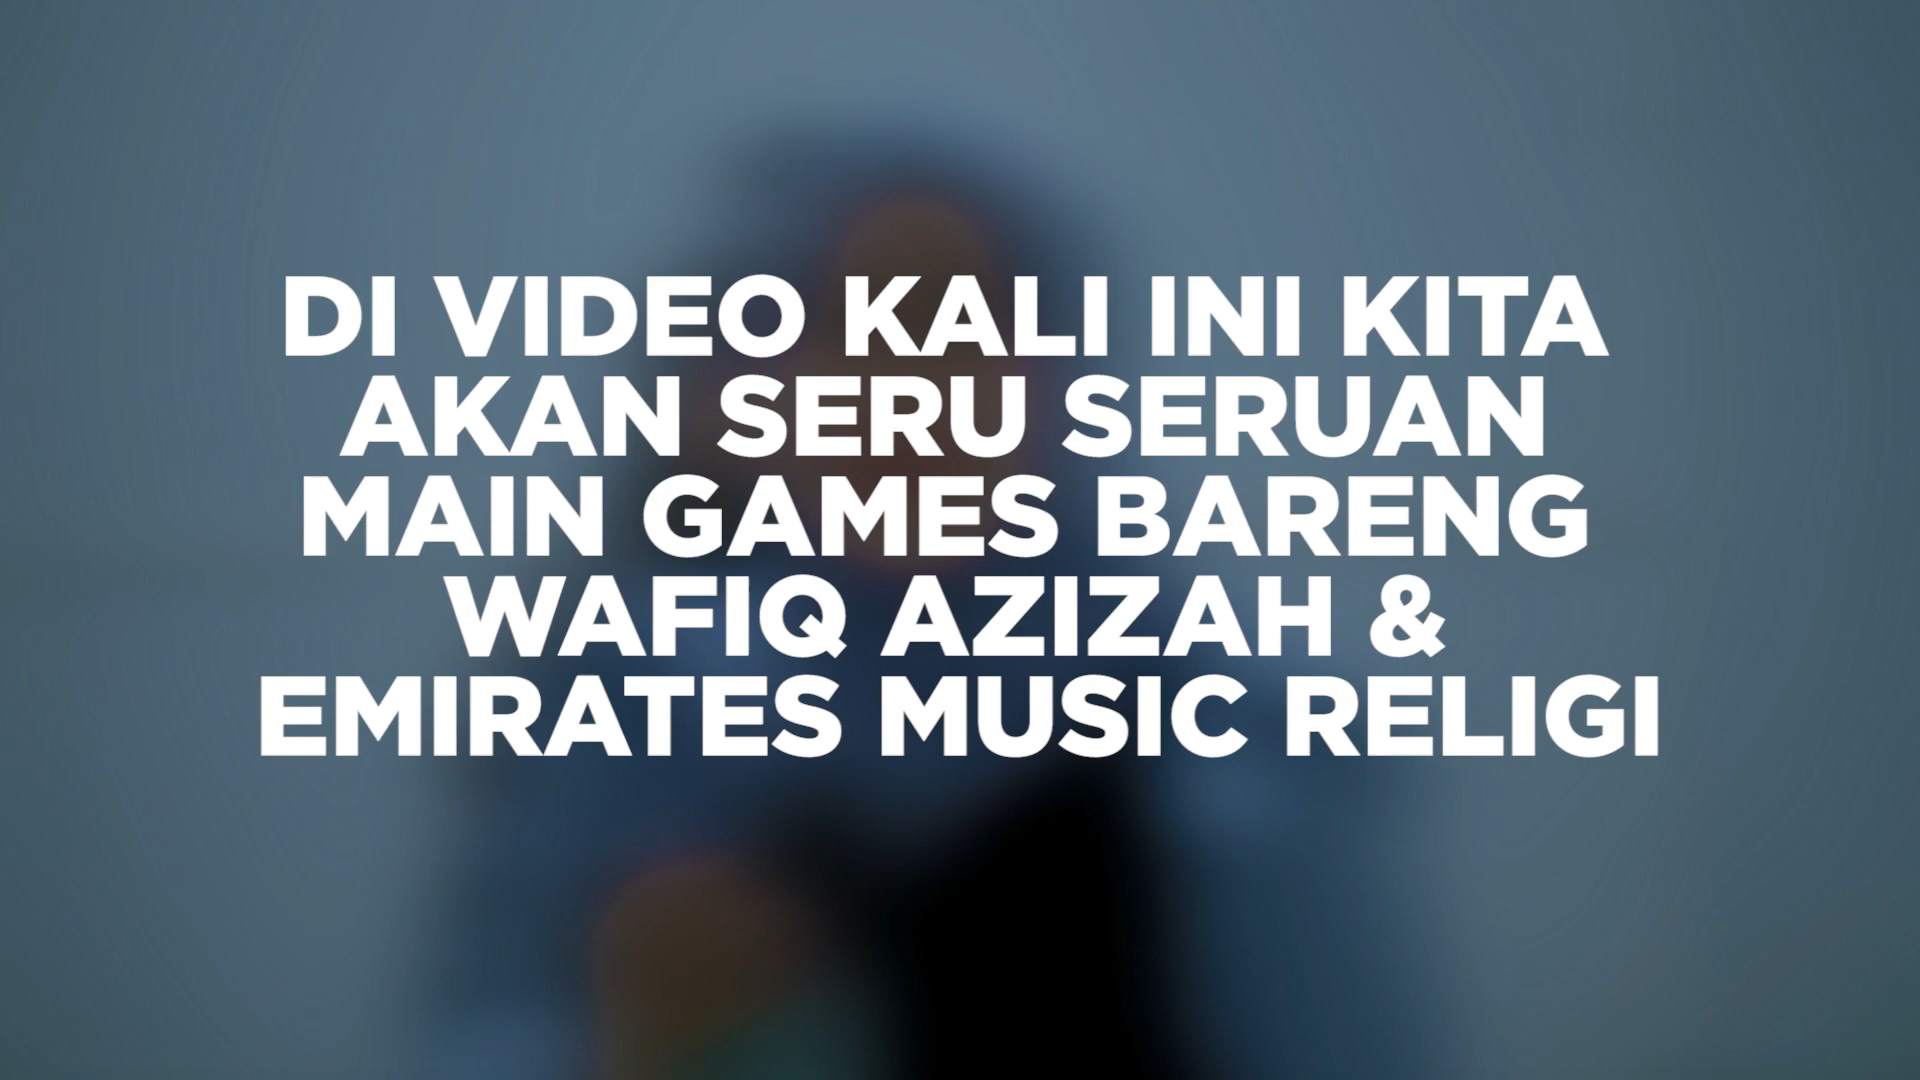 DI VIDEO KALI INI KITA
AKAN SERU SERUAN
MAIN GAMES BARENG
WAFIQ AZIZAH &
EMIRATES MUSIC RELIGI